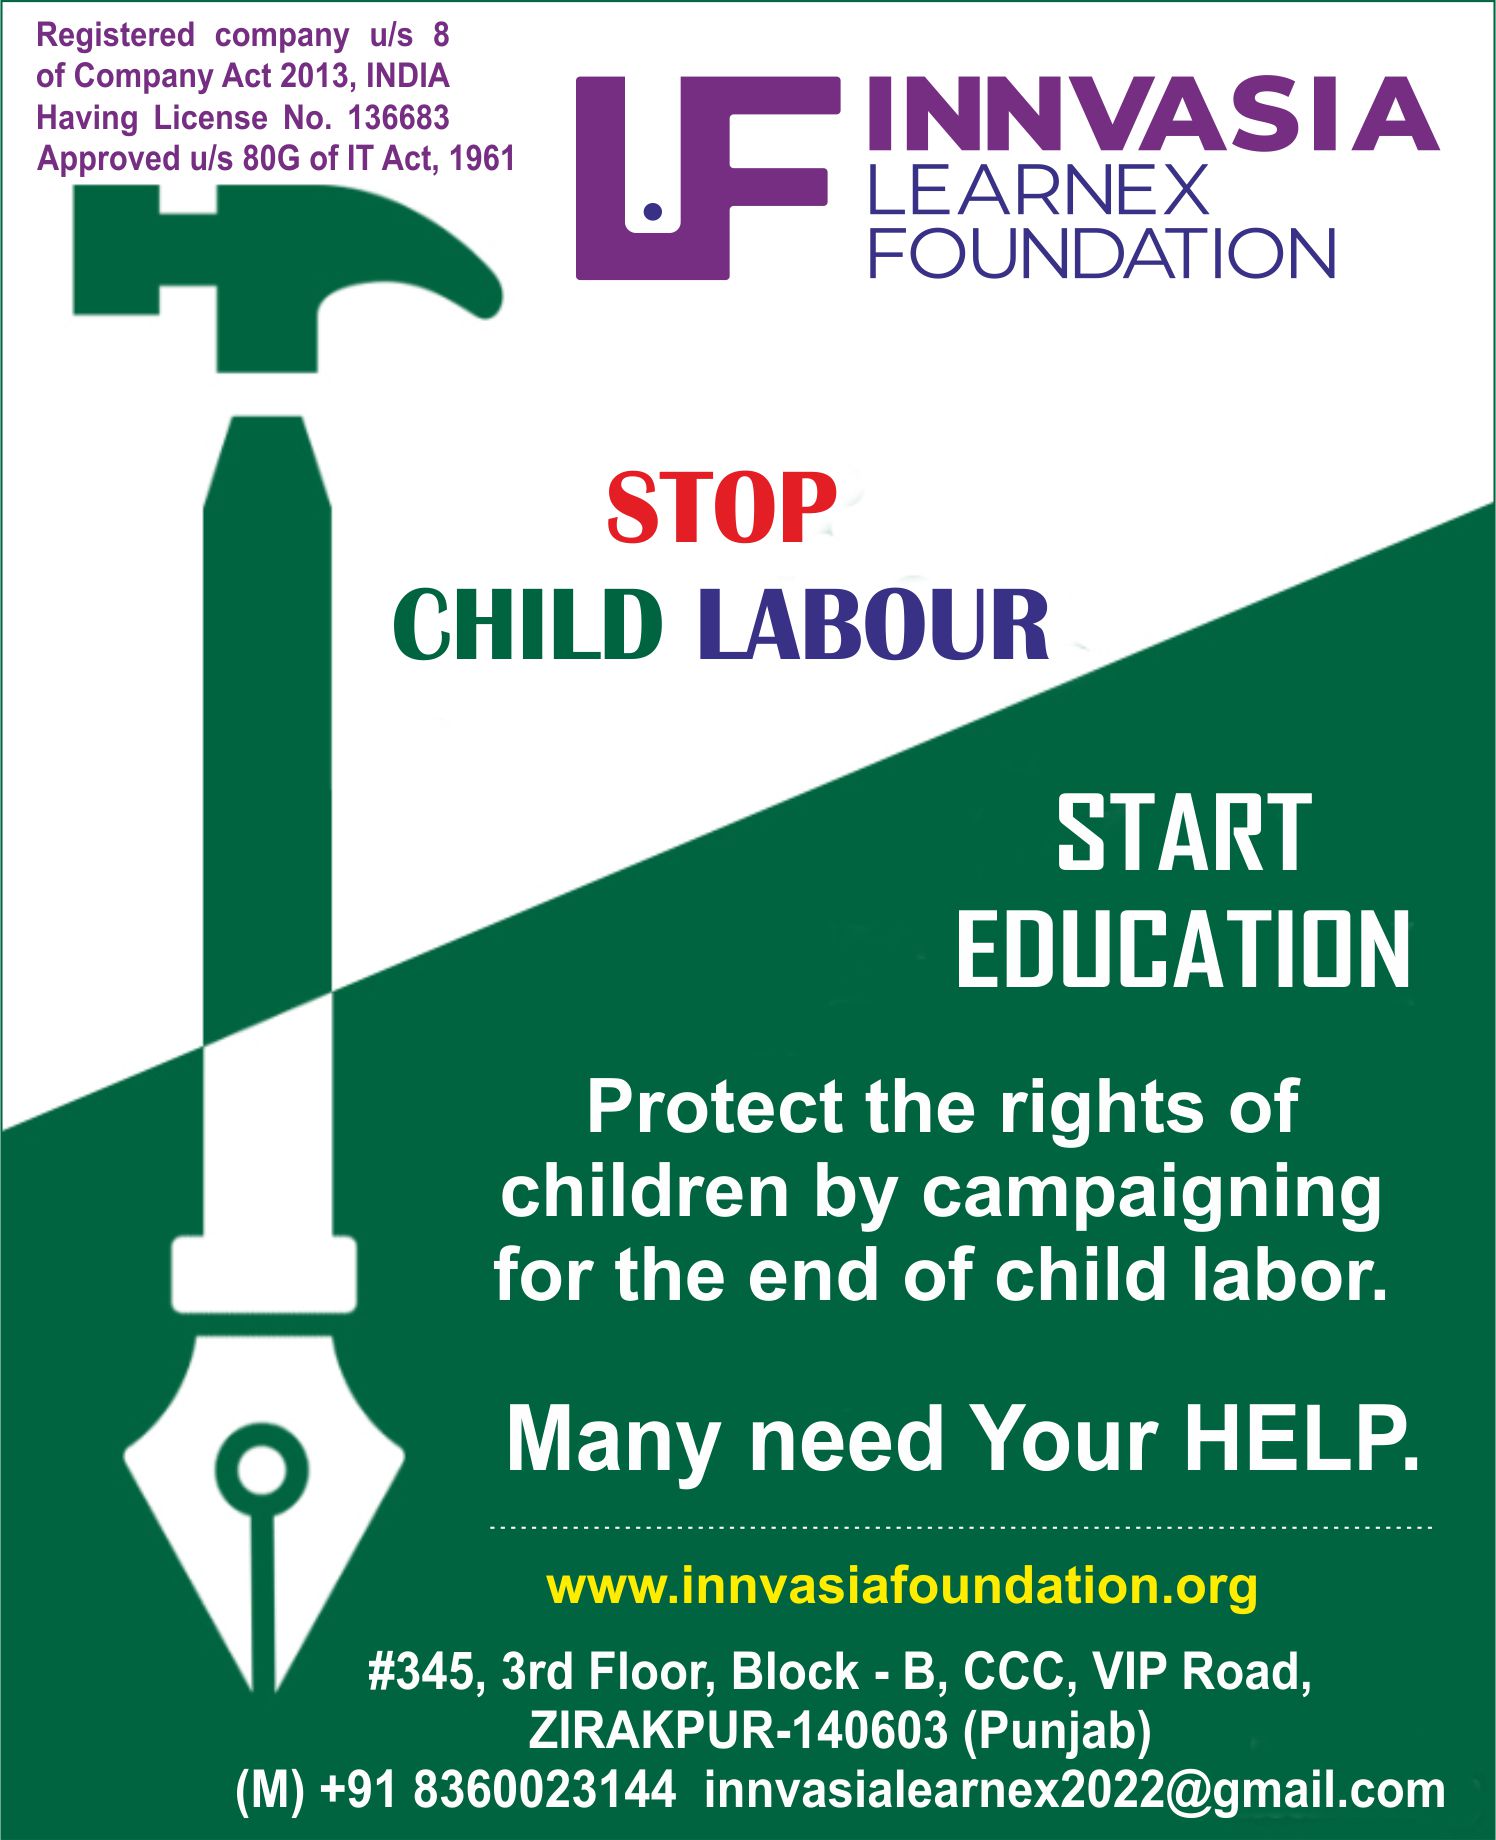 Registered company u/s 8
of Company Act 2013, INDIA
Having License No. 136683
Approved u/s 80G of IT Act, 1961
LF
INNVASIA
LEARNEX
FOUNDATION
STOP
CHILD LABOUR
START
EDUCATION
Protect the rights of
children by campaigning
for the end of child labor.
Many need Your HELP.
www.innvasiafoundation.org
#345, 3rd Floor, Block - B, CCC, VIP Road,
ZIRAKPUR-140603 (Punjab)
(M) +91 8360023144 innvasialearnex2022@gmail.com